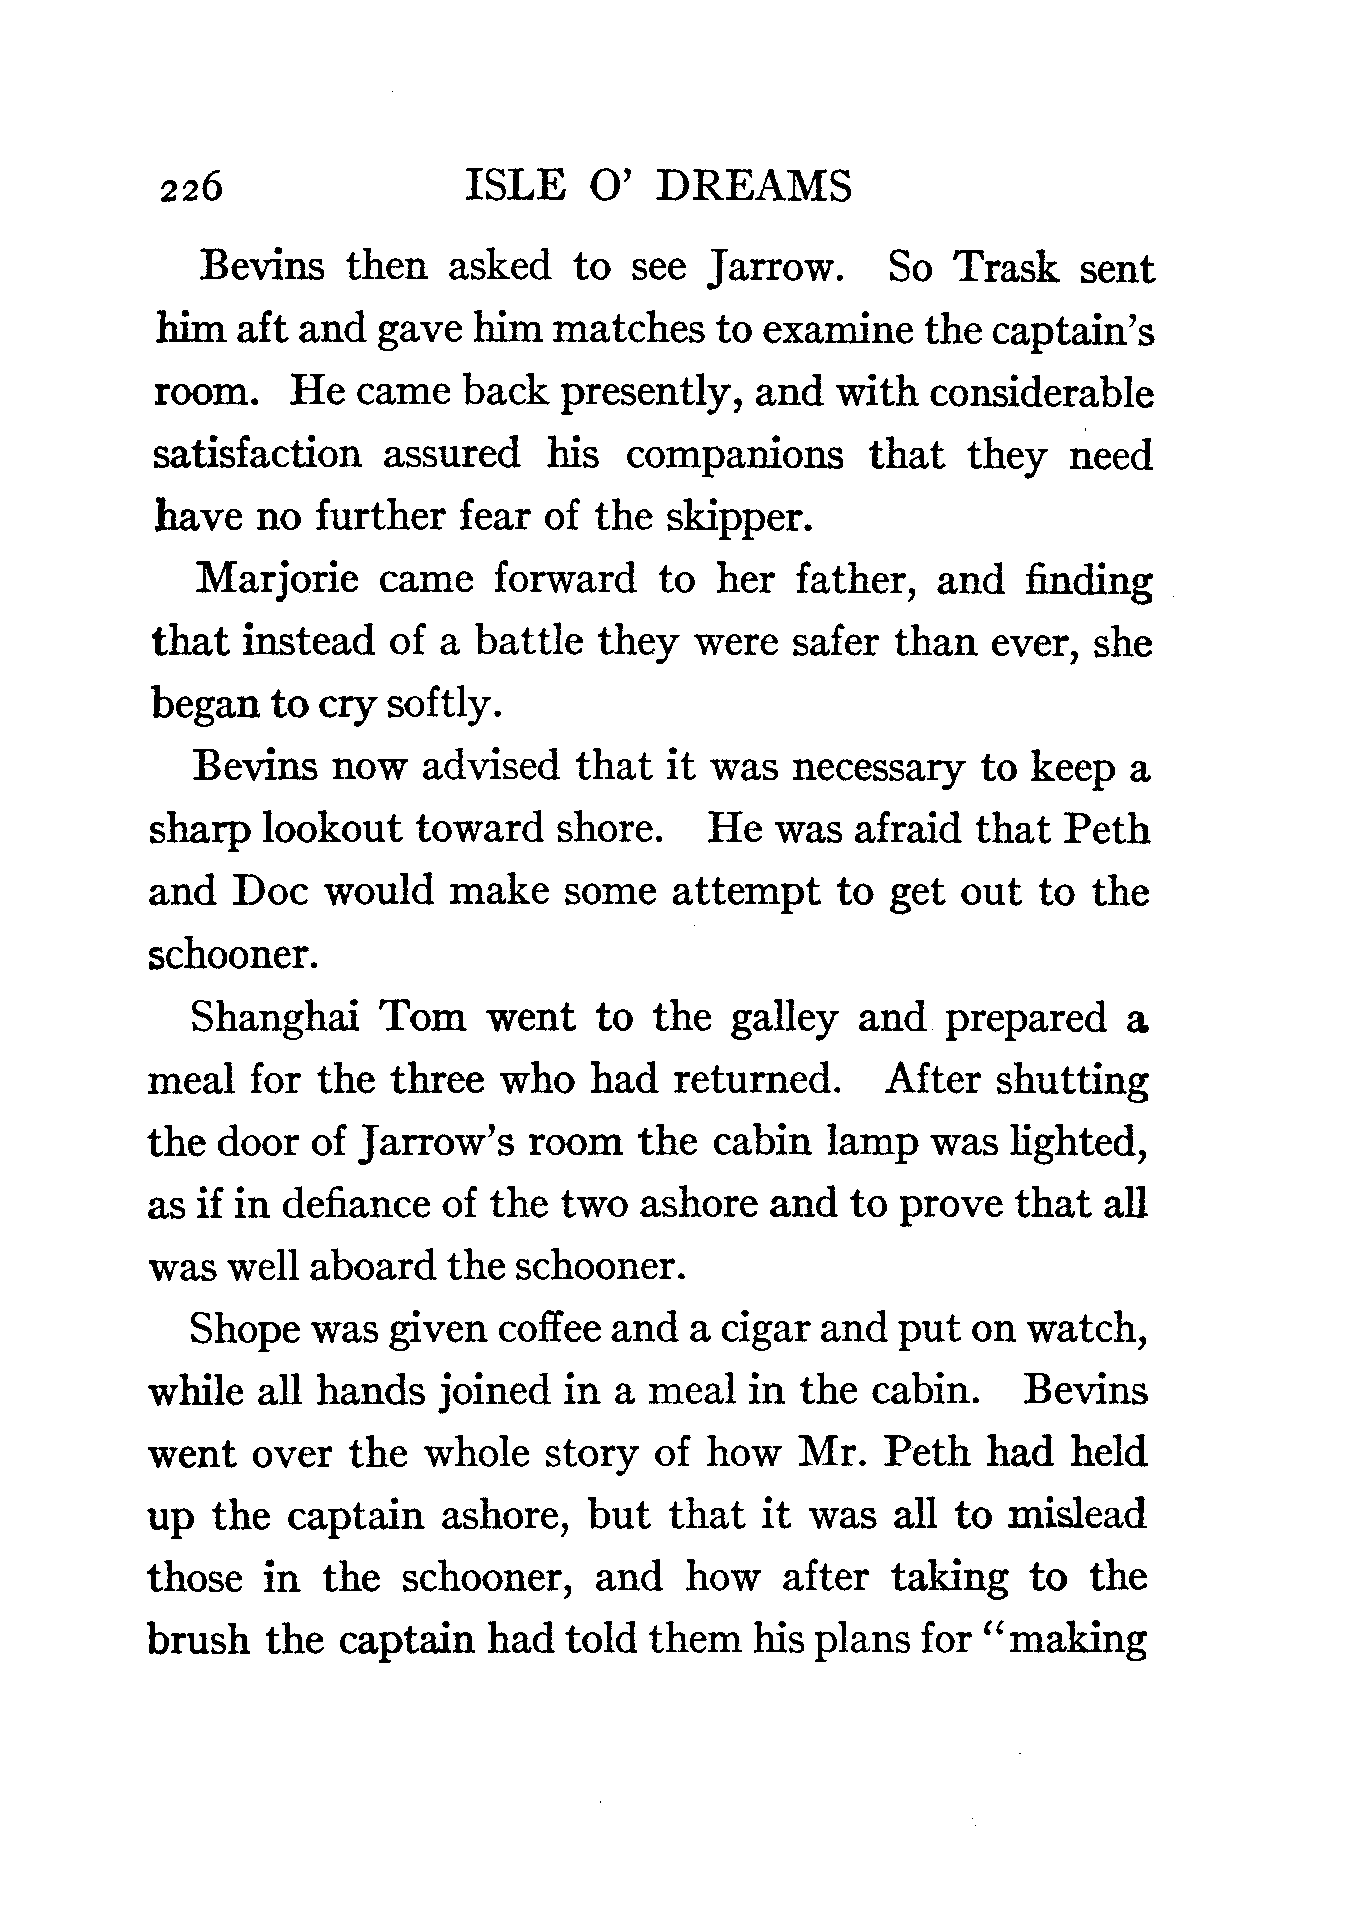 226 ISLE O' DREAMS
Bevins then asked to see Jarrow. So Trask sent
him aft and gave him matches to examine the captain's
room. He came back presently, and with considerable
satisfaction assured his companions that they need
have no further fear of the skipper.
Marjorie came forward to her father, and finding
that instead of a battle they were safer than ever, she
began to cry softly.
Bevins now advised that it was necessary to keep a
sharp lookout toward shore. He was afraid that Peth
and Doc would make some attempt to get out to the
schooner.
Shanghai Tom went to the galley and prepared a
meal for the three who had returned. After shutting
the door of Jarrow's room the cabin lamp was lighted,
as if in defiance of the two ashore and to prove that all
was well aboard the schooner.
Shope was given coffee and a cigar and put on watch,
while all hands joined in a meal in the cabin. Bevins
went over the whole story of how Mr. Peth had held
up the captain ashore, but that it was all to mislead
those in the schooner, and how after taking to the
brush the captain had told them his plans for "making